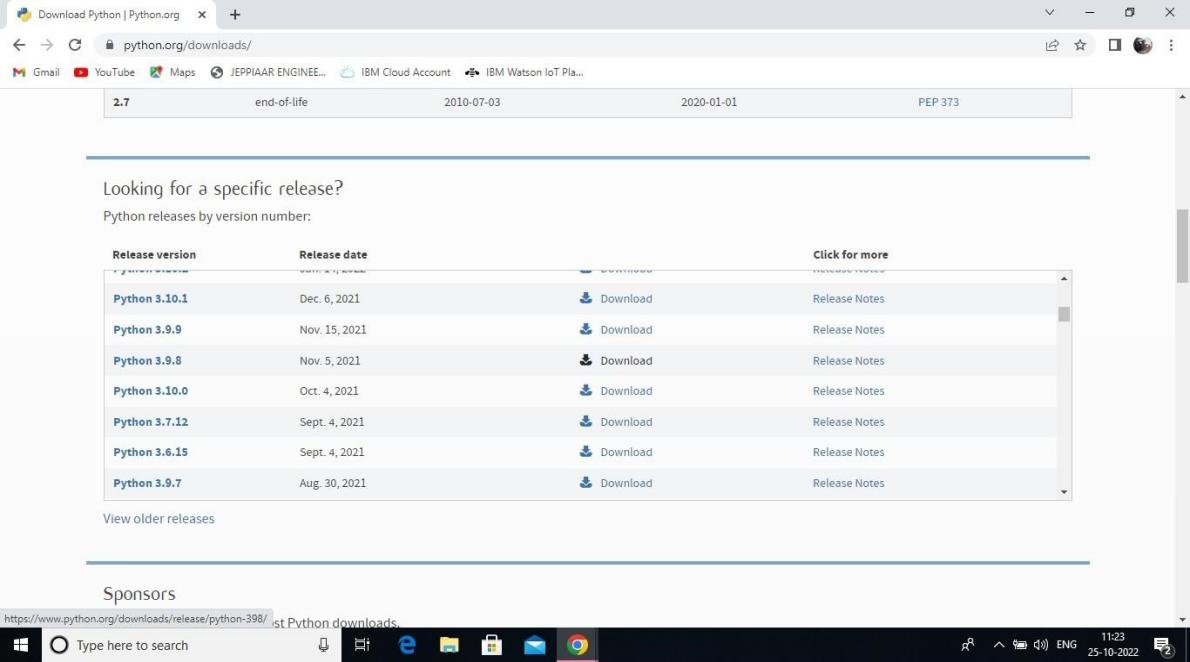 Download Python | Python.org
python.org/downloads/
Gmail YouTube Maps JEPPIAAR ENGINEE... IBM Cloud Account IBM Watson IoT Pla...
2.7 end-of-life 2010-07-03 2020-01-01 PEP 373
Looking for a specific release?
Python releases by version number:
Release version Release date Click for more
Python 3.10.1 Dec. 6, 2021 Download Release Notes
Python 3.9.9 Nov. 15, 2021 Download Release Notes
Python 3.9.8 Nov. 5, 2021 Download Release Notes
Python 3.10.0 Oct. 4, 2021 Download Release Notes
Python 3.7.12 Sept. 4, 2021 Download Release Notes
Python 3.6.15 Sept. 4, 2021 Download Release Notes
Python 3.9.7 Aug. 30, 2021 Download Release Notes
View older releases
Sponsors
https://www.python.org/downloads/release/python-398/ st Python downloads.
Type here to search
ENG 11:23
25-10-2022 2